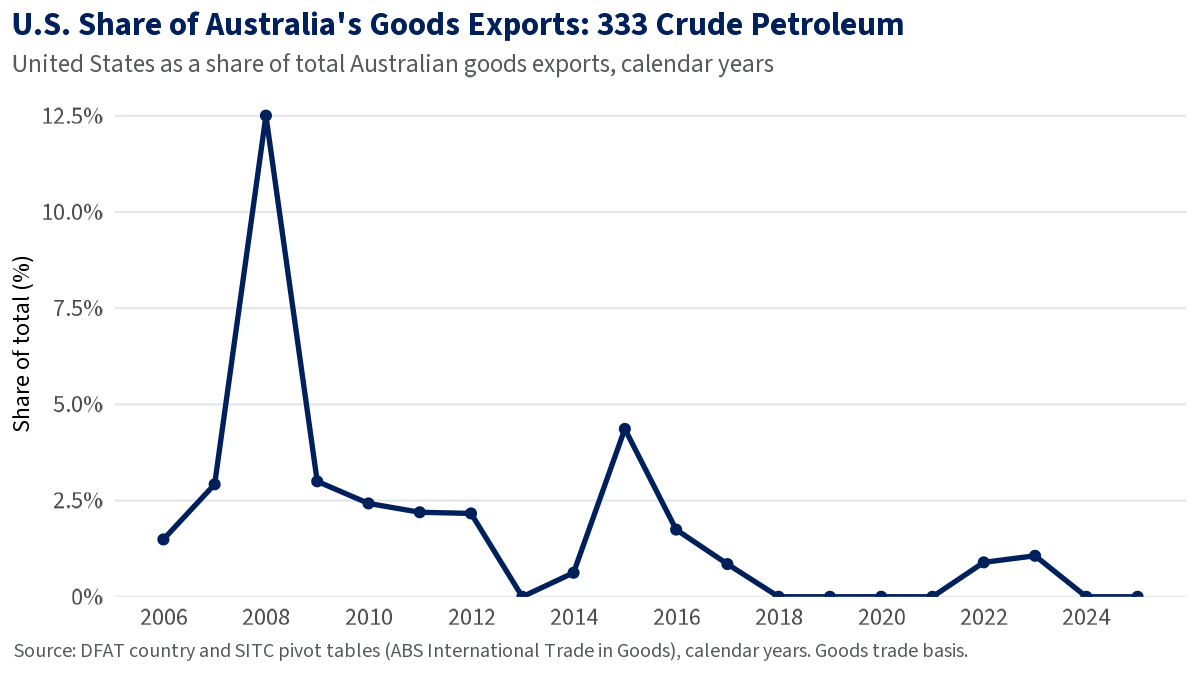 U.S. Share of Australia's Goods Exports: 333 Crude Petroleum
United States as a share of total Australian goods exports, calendar years
Share of total (%)
12.5%
10.0%
7.5%
5.0%
2.5%
0%
2006 2008 2010 2012 2014 2016 2018 2020 2022 2024
Source: DFAT country and SITC pivot tables (ABS International Trade in Goods), calendar years. Goods trade basis.